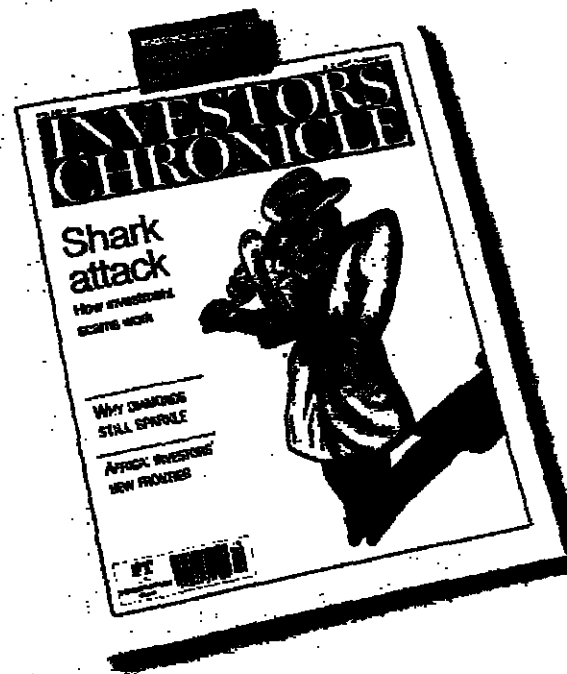 INVESTORS
CHRONICLE
Shark
attack
How investment
scams work
WHY DIAMONDS
STILL SPARKLE
AFRICA: INVESTORS'
NEW FRONTIER
FT